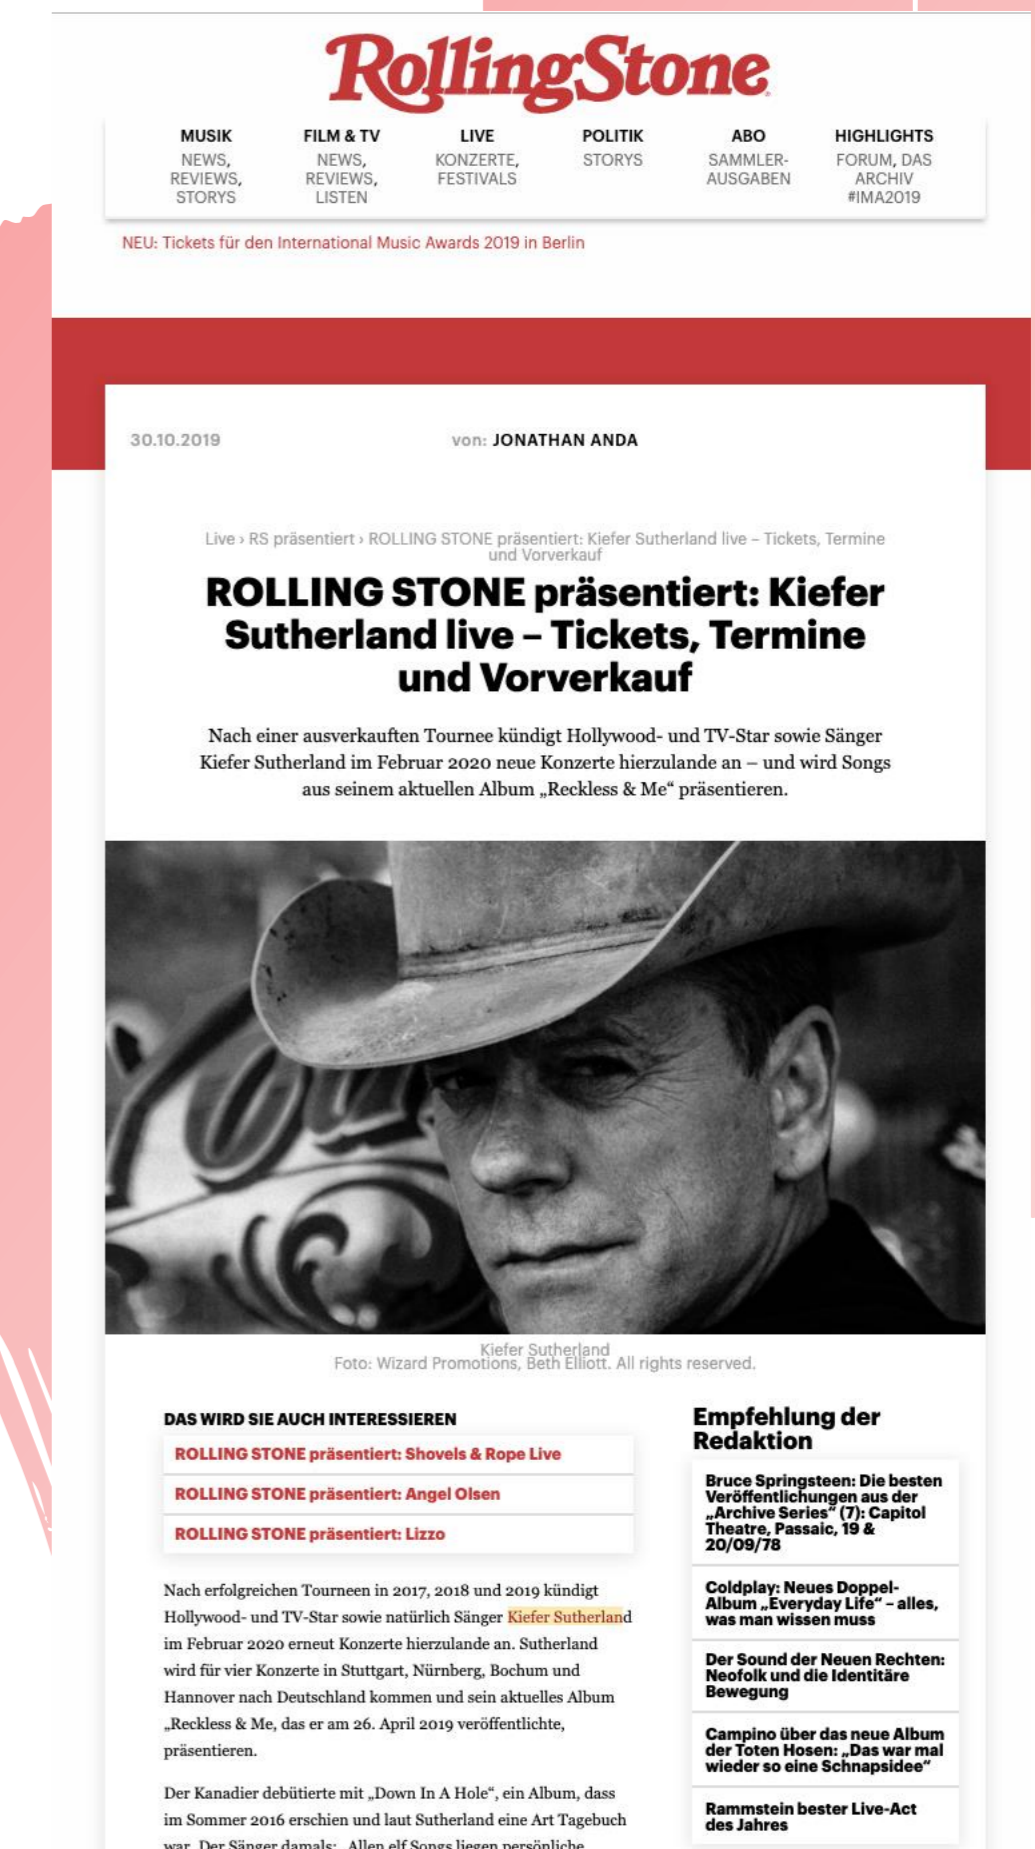 RollingStone
MUSIK
NEWS,
REVIEWS,
STORYS
FILM & TV
NEWS,
REVIEWS,
LISTEN
LIVE
KONZERTE,
FESTIVALS
POLITIK
STORYS
ABO
SAMMLER-
AUSGABEN
HIGHLIGHTS
FORUM, DAS
ARCHIV
#IMA2019
NEU: Tickets für den International Music Awards 2019 in Berlin
30.10.2019
von: JONATHAN ANDA
Live › RS präsentiert › ROLLING STONE präsentiert: Kiefer Sutherland live – Tickets, Termine
und Vorverkauf
ROLLING STONE präsentiert: Kiefer
Sutherland live – Tickets, Termine
und Vorverkauf
Nach einer ausverkauften Tournee kündigt Hollywood- und TV-Star sowie Sänger
Kiefer Sutherland im Februar 2020 neue Konzerte hierzulande an – und wird Songs
aus seinem aktuellen Album „Reckless & Me“ präsentieren.
Kiefer Sutherland
Foto: Wizard Promotions, Beth Elliott. All rights reserved.
DAS WIRD SIE AUCH INTERESSIEREN
ROLLING STONE präsentiert: Shovels & Rope Live
ROLLING STONE präsentiert: Angel Olsen
ROLLING STONE präsentiert: Lizzo
Nach erfolgreichen Tourneen in 2017, 2018 und 2019 kündigt
Hollywood- und TV-Star sowie natürlich Sänger Kiefer Sutherland
im Februar 2020 erneut Konzerte hierzulande an. Sutherland
wird für vier Konzerte in Stuttgart, Nürnberg, Bochum und
Hannover nach Deutschland kommen und sein aktuelles Album
„Reckless & Me, das er am 26. April 2019 veröffentlichte,
präsentieren.
Der Kanadier debütierte mit „Down In A Hole“, ein Album, dass
im Sommer 2016 erschien und laut Sutherland eine Art Tagebuch
war. Der Sänger damals: „Allen elf Songs liegen persönliche
Empfehlung der
Redaktion
Bruce Springsteen: Die besten
Veröffentlichungen aus der
„Archive Series“ (7): Capitol
Theatre, Passaic, 19 &
20/09/78
Coldplay: Neues Doppel-
Album „Everyday Life“ – alles,
was man wissen muss
Der Sound der Neuen Rechten:
Neofolk und die Identitäre
Bewegung
Campino über das neue Album
der Toten Hosen: „Das war mal
wieder so eine Schnapsidee“
Rammstein bester Live-Act
des Jahres